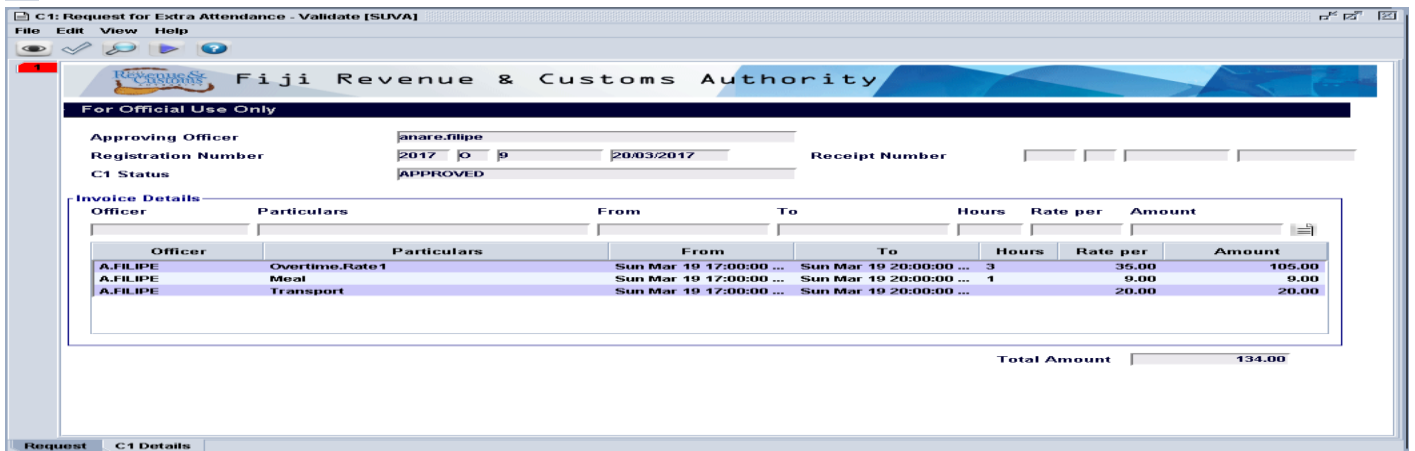 C1: Request for Extra Attendance - Validate [SUVA]
File Edit View Help
1
Revenue & Customs Fiji Revenue & Customs Authority
For Official Use Only
Approving Officer anare.filipe
Registration Number 2017 O 9 20/03/2017 Receipt Number
C1 Status APPROVED
Invoice Details
Officer Particulars From To Hours Rate per Amount
Officer Particulars From To Hours Rate per Amount
A.FILIPE Overtime.Rate1 Sun Mar 19 17:00:00 ... Sun Mar 19 20:00:00 ... 3 35.00 105.00
A.FILIPE Meal Sun Mar 19 17:00:00 ... Sun Mar 19 20:00:00 ... 1 9.00 9.00
A.FILIPE Transport Sun Mar 19 17:00:00 ... Sun Mar 19 20:00:00 ... 20.00 20.00
Total Amount 134.00
Request C1 Details